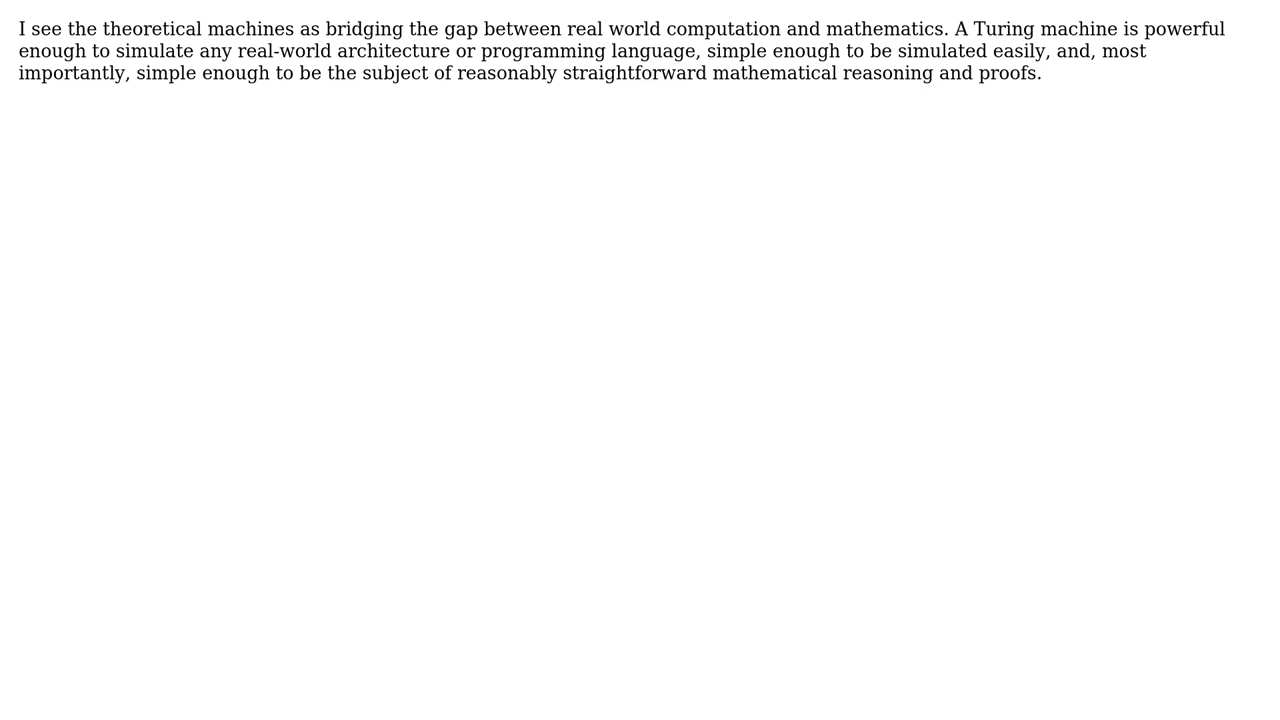 I see the theoretical machines as bridging the gap between real world computation and mathematics. A Turing machine is powerful
enough to simulate any real-world architecture or programming language, simple enough to be simulated easily, and, most
importantly, simple enough to be the subject of reasonably straightforward mathematical reasoning and proofs.